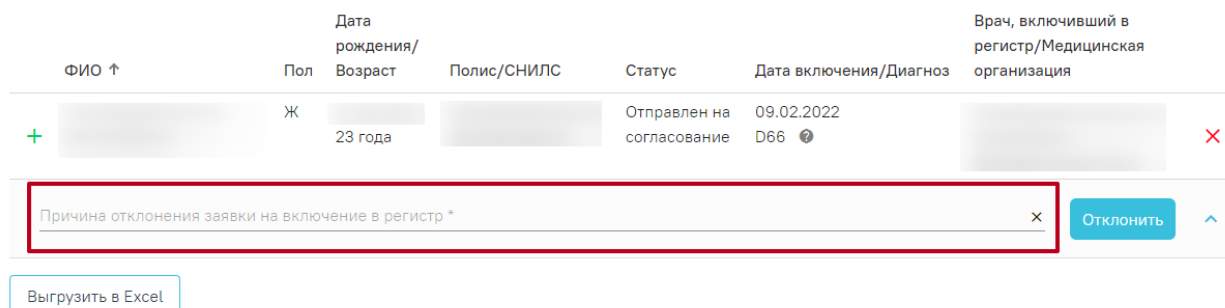 ФИО ↑
Пол
Дата
рождения/
Возраст
Полис/СНИЛС
Статус
Дата включения/Диагноз
Врач, включивший в
регистр/Медицинская
организация
Ж
23 года
Отправлен на
согласование
09.02.2022
D66
Причина отклонения заявки на включение в регистр *
Отклонить
Выгрузить в Excel